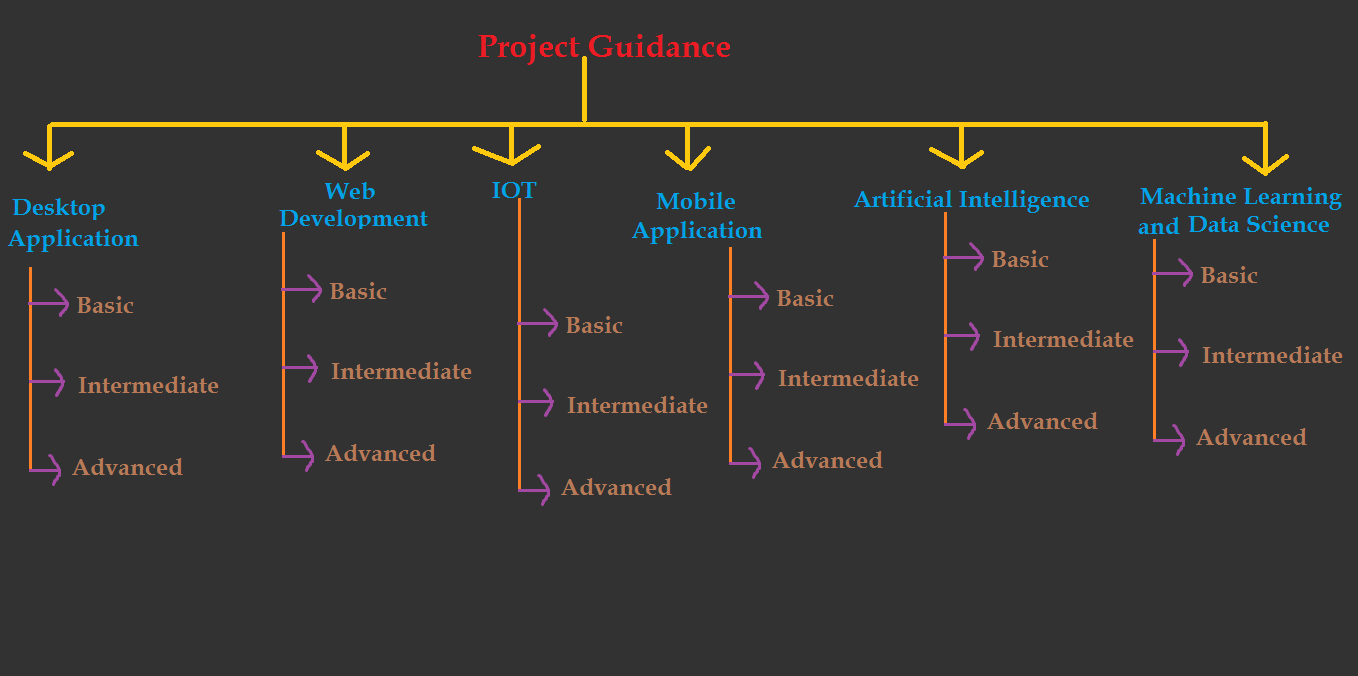 Project Guidance
Desktop
Application
Basic
Intermediate
Advanced
Web
Development
Basic
Intermediate
Advanced
IOT
Basic
Intermediate
Advanced
Mobile
Application
Basic
Intermediate
Advanced
Artificial Intelligence
Basic
Intermediate
Advanced
Machine Learning
and Data Science
Basic
Intermediate
Advanced